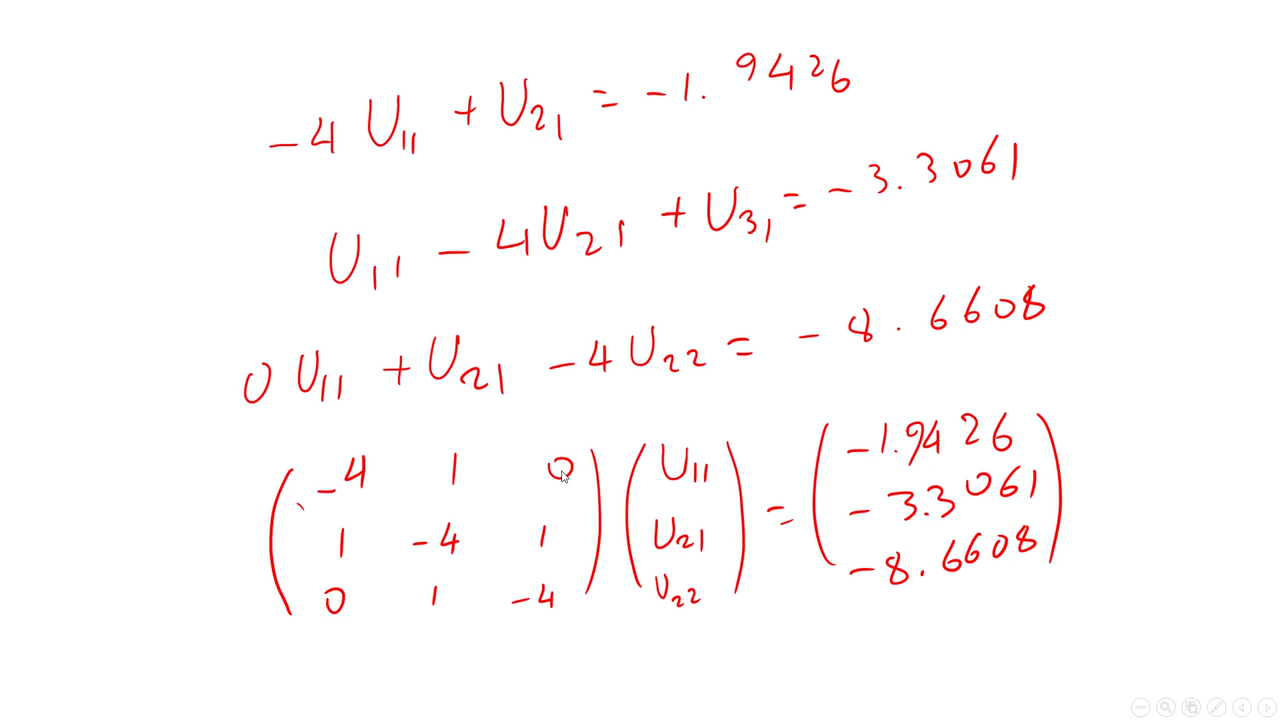 -4 U₁₁ + U₂₁ = -1.9426
U₁₁ - 4U₂₁ + U₃₁ = -3.3061
0 U₁₁ + U₂₁ - 4 U₂₂ = -8.6608
( -4 1 0 ) ( U₁₁ ) = ( -1.9426 )
( 1 -4 1 ) ( U₂₁ ) ( -3.3061 )
( 0 1 -4 ) ( U₂₂ ) ( -8.6608 )